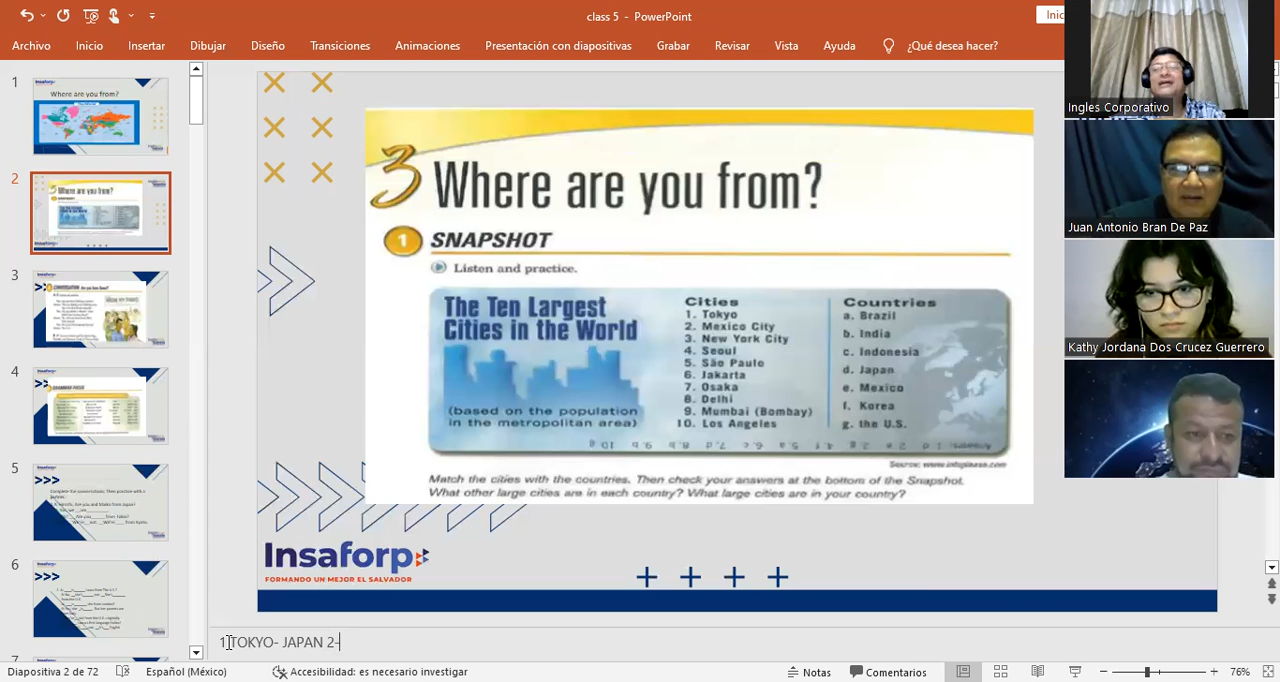 class 5 - PowerPoint
Inic
Archivo Inicio Insertar Dibujar Diseño Transiciones Animaciones Presentación con diapositivas Grabar Revisar Vista Ayuda ¿Qué desea hacer?
1
Where are you from?
2
3
4
5
6
3 Where are you from?
1 SNAPSHOT
Listen and practice.
The Ten Largest
Cities in the World
(based on the population
in the metropolitan area)
Cities
1. Tokyo
2. Mexico City
3. New York City
4. Seoul
5. São Paulo
6. Jakarta
7. Osaka
8. Delhi
9. Mumbai (Bombay)
10. Los Angeles
Countries
a. Brazil
b. India
c. Indonesia
d. Japan
e. Mexico
f. Korea
g. the U.S.
Source: www.infoplease.com
Match the cities with the countries. Then check your answers at the bottom of the Snapshot.
What other large cities are in each country? What large cities are in your country?
Insaforp
FORMANDO UN MEJOR EL SALVADOR
1 TOKYO- JAPAN 2-
Diapositiva 2 de 72 Español (México) Accesibilidad: es necesario investigar Notas Comentarios 76%
Ingles Corporativo
Juan Antonio Bran De Paz
Kathy Jordana Dos Crucez Guerrero